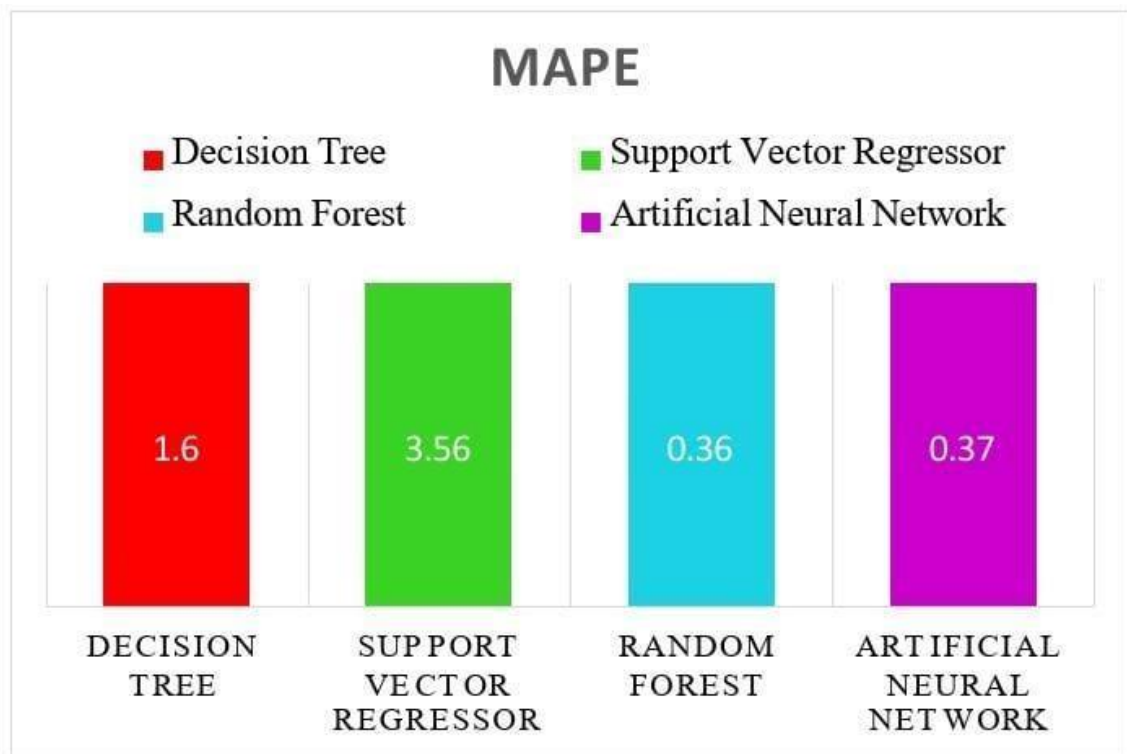 MAPE
Decision Tree
Support Vector Regressor
Random Forest
Artificial Neural Network
1.6
3.56
0.36
0.37
DECISION
TREE
SUPPORT
VECTOR
REGRESSOR
RANDOM
FOREST
ARTIFICIAL
NEURAL
NETWORK